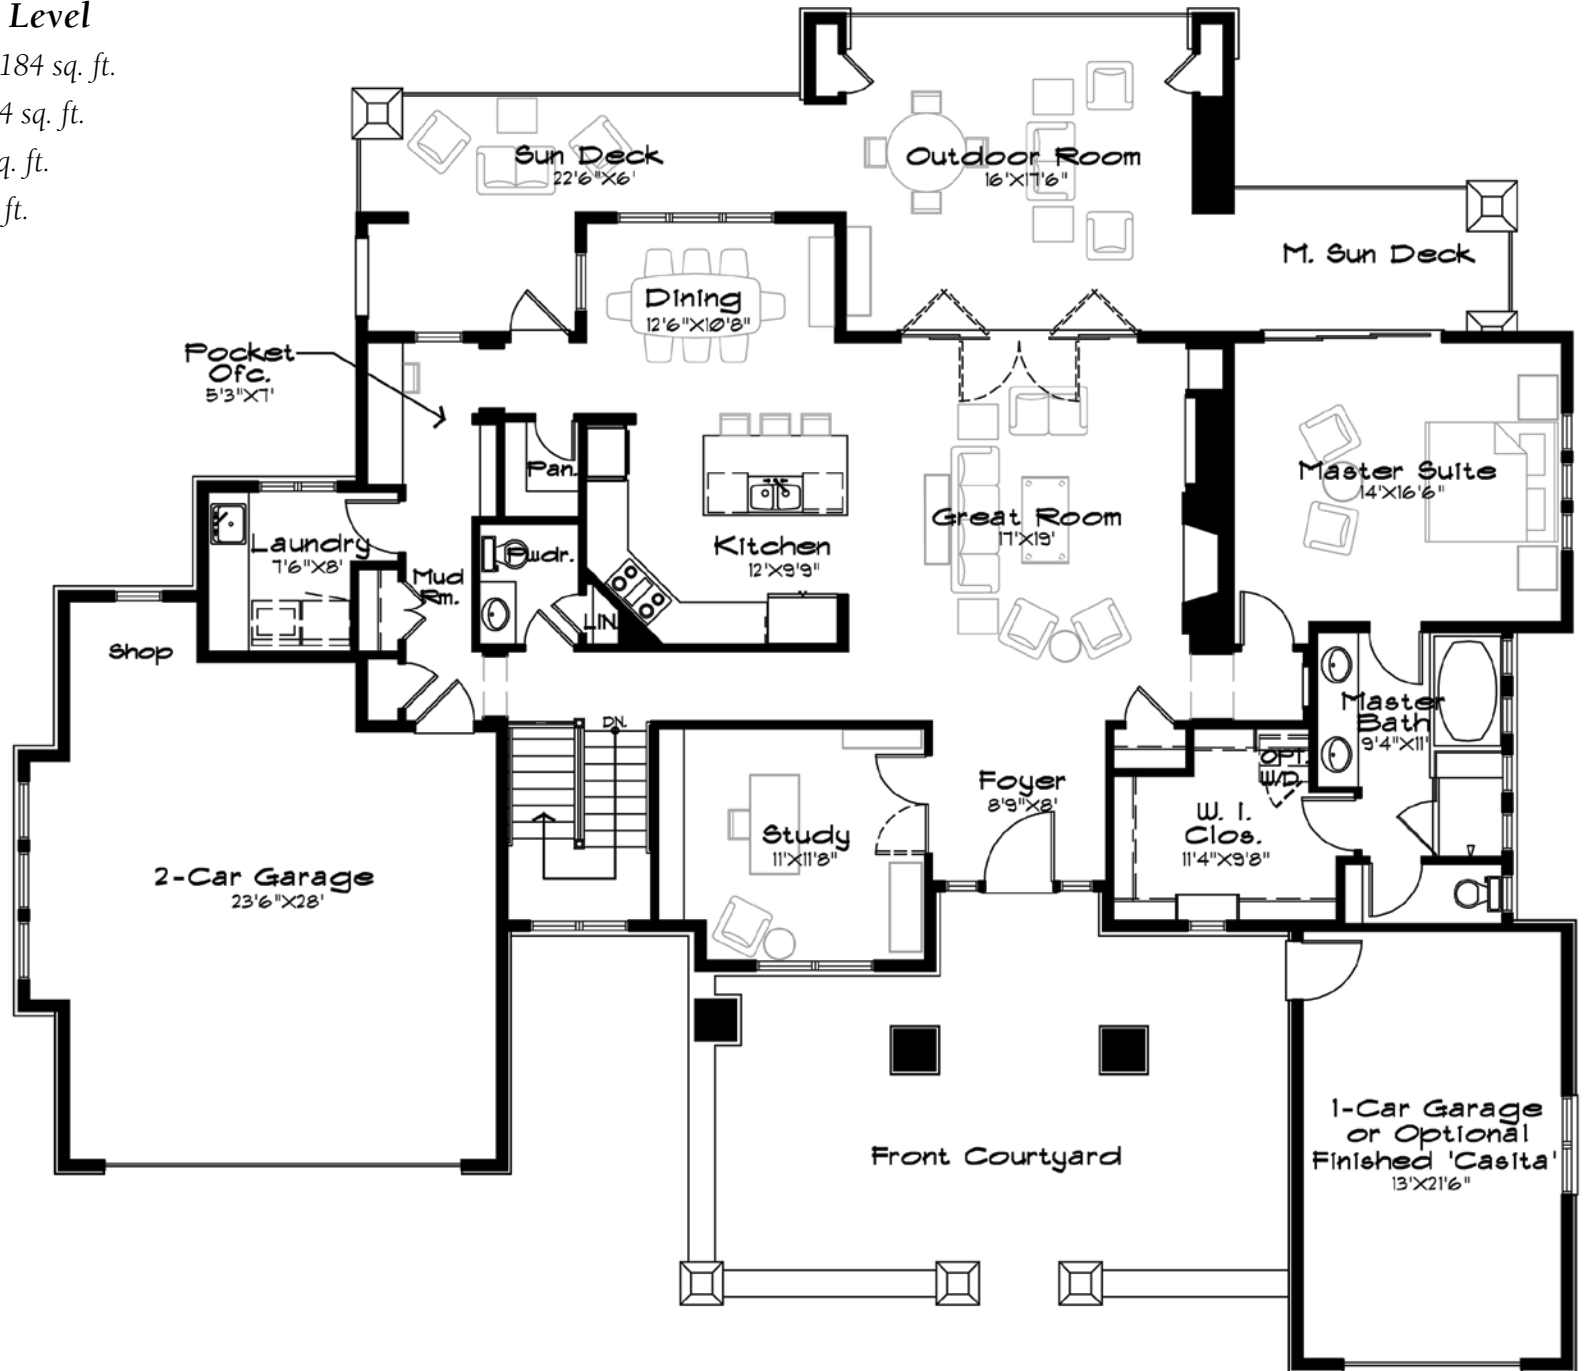 Level
184 sq. ft.
4 sq. ft.
q. ft.
ft.
Sun Deck
22'6"X6'
Outdoor Room
16'X17'6"
M. Sun Deck
Dining
12'6"X10'8"
Pocket
Ofc.
5'3"X7'
Pan.
Master Suite
14'X16'6"
Great Room
17'X19'
Kitchen
12'X9'9"
Laundry
7'6"X8'
Pwdr.
Mud
Rm.
LIN.
Shop
Master
Bath
9'4"X11'
DN.
OPT.
W/D.
Foyer
8'9"X8'
W. I.
Clos.
11'4"X9'8"
Study
11'X11'8"
2-Car Garage
23'6"X28'
Front Courtyard
1-Car Garage
or Optional
Finished 'Casita'
13'X21'6"